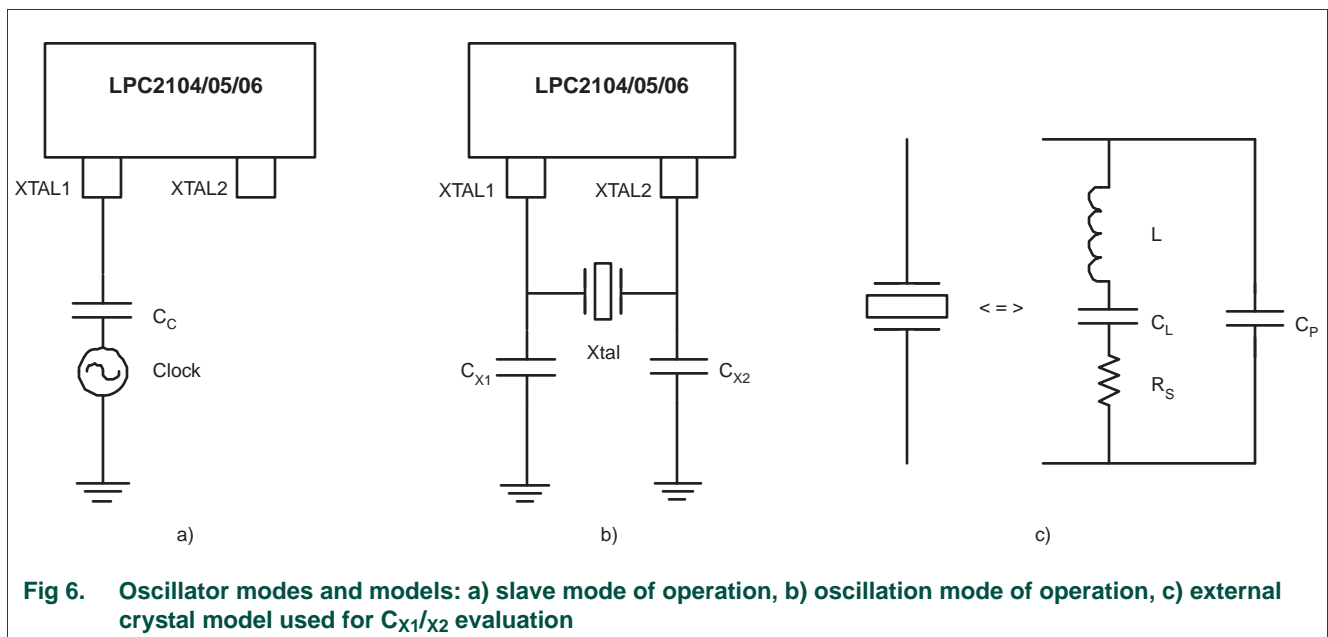 LPC2104/05/06
XTAL1
XTAL2
C_C
Clock
a)
LPC2104/05/06
XTAL1
XTAL2
Xtal
C_X1
C_X2
b)
< = >
L
C_L
R_S
C_P
c)
Fig 6. Oscillator modes and models: a) slave mode of operation, b) oscillation mode of operation, c) external
crystal model used for C_X1/X2 evaluation